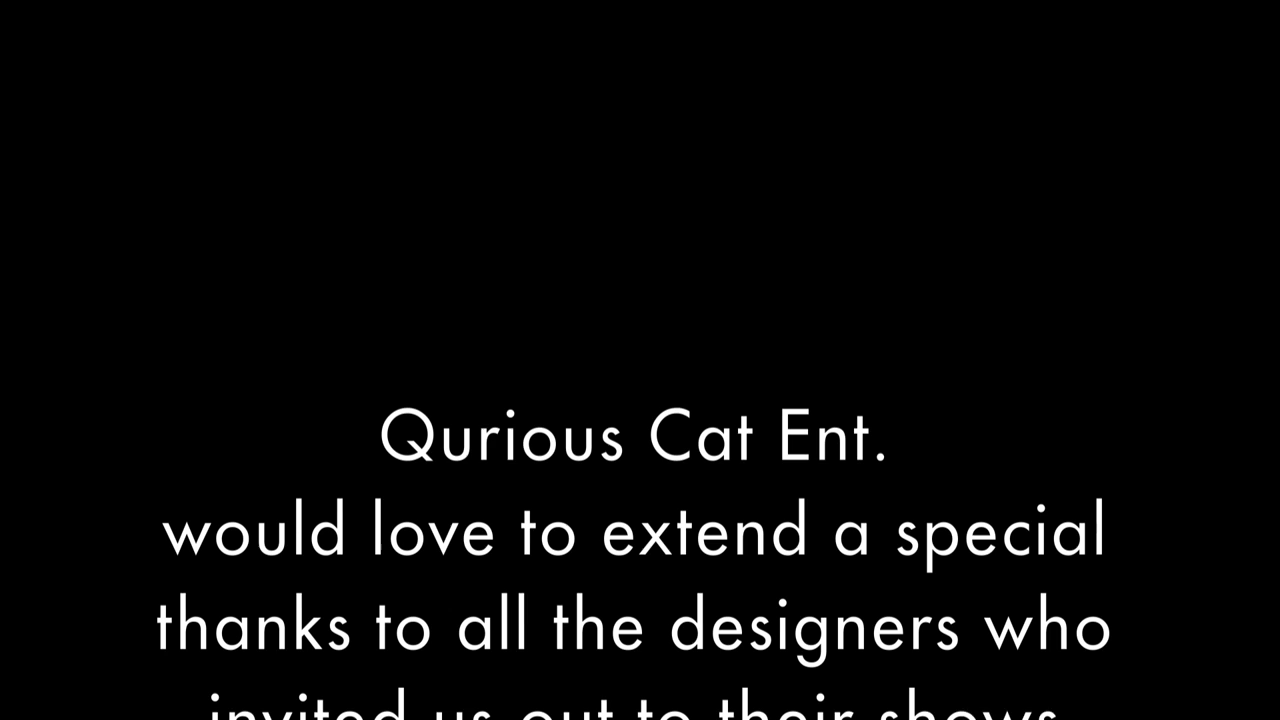 Qurious Cat Ent.
would love to extend a special
thanks to all the designers who
invited us out to their shows